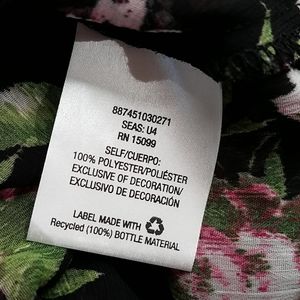 887451030271
SEAS: U4
RN 15099
SELF/CUERPO:
100% POLYESTER/POLIÉSTER
EXCLUSIVE OF DECORATION/
EXCLUSIVO DE DECORACIÓN
LABEL MADE WITH
Recycled (100%) BOTTLE MATERIAL